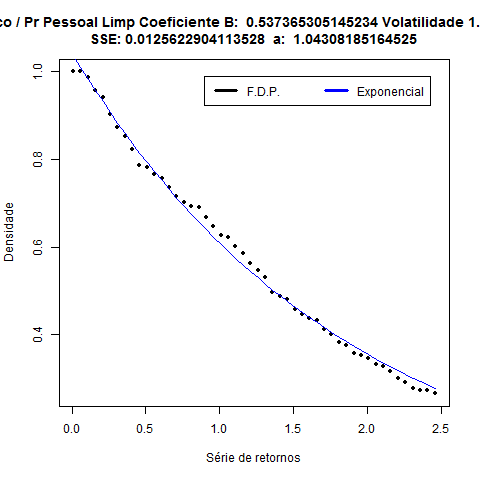 co / Pr Pessoal Limp Coeficiente B: 0.537365305145234 Volatilidade 1.
SSE: 0.0125622904113528 a: 1.04308185164525
F.D.P.
Exponencial
1.0
0.8
0.6
0.4
Densidade
0.0
0.5
1.0
1.5
2.0
2.5
Série de retornos